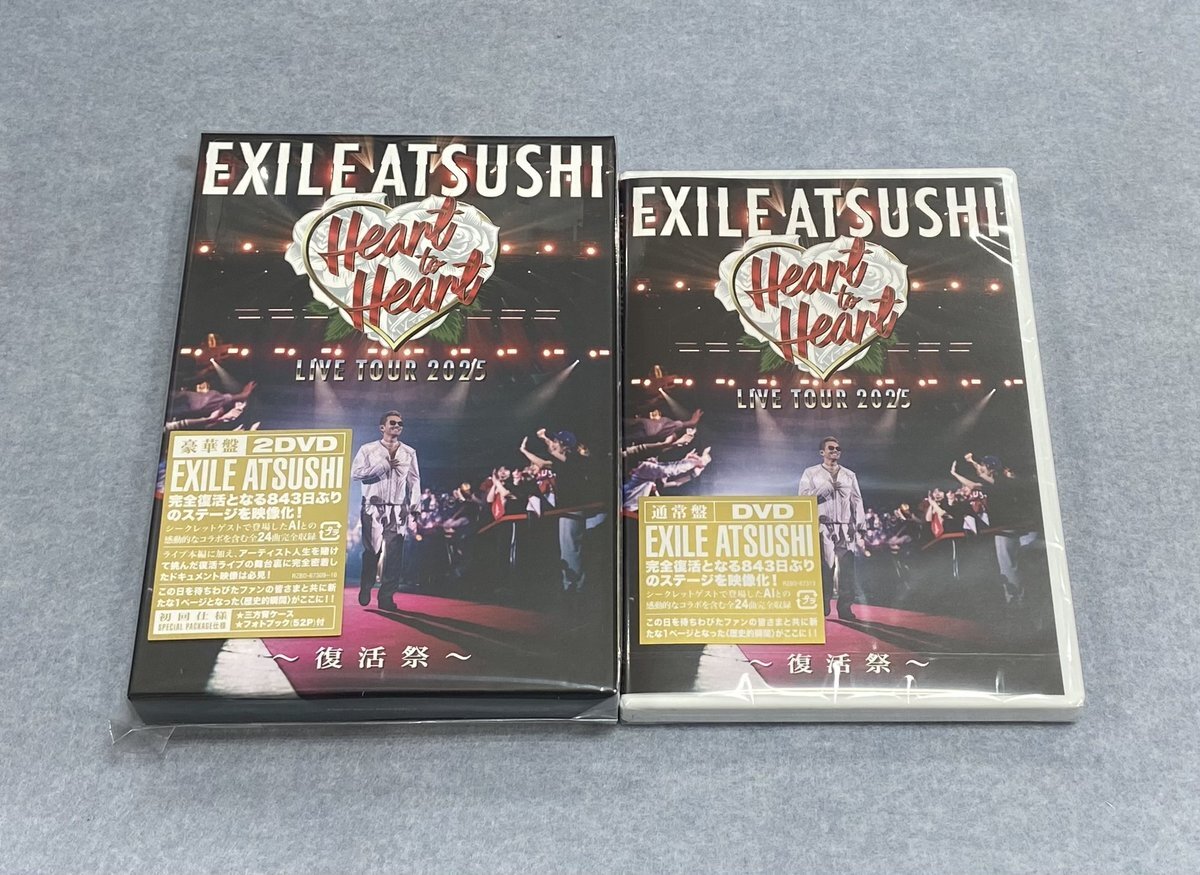 EXILE ATSUSHI
Heart
to
Heart
LIVE TOUR 2025
豪華盤 2DVD
EXILE ATSUSHI
完全復活となる843日ぶり
のステージを映像化！
シークレットゲストで登場したAIとの
感動的なコラボを含む全24曲完全収録
ライブ本編に加え、アーティスト人生を賭け
て挑んだ復活ライブの舞台裏に完全密着し
たドキュメント映像は必見！
この日を待ちわびたファンの皆さまと共に新
たな1ページとなった〈歴史的瞬間〉がここに！！
初回仕様
SPECIAL PACKAGE仕様
★三方背ケース
★フォトブック(52P)付
～復活祭～
EXILE ATSUSHI
Heart
to
Heart
LIVE TOUR 2025
通常盤 DVD
EXILE ATSUSHI
完全復活となる843日ぶり
のステージを映像化！
シークレットゲストで登場したAIとの
感動的なコラボを含む全24曲完全収録
この日を待ちわびたファンの皆さまと共に新
たな1ページとなった〈歴史的瞬間〉がここに！！
～復活祭～